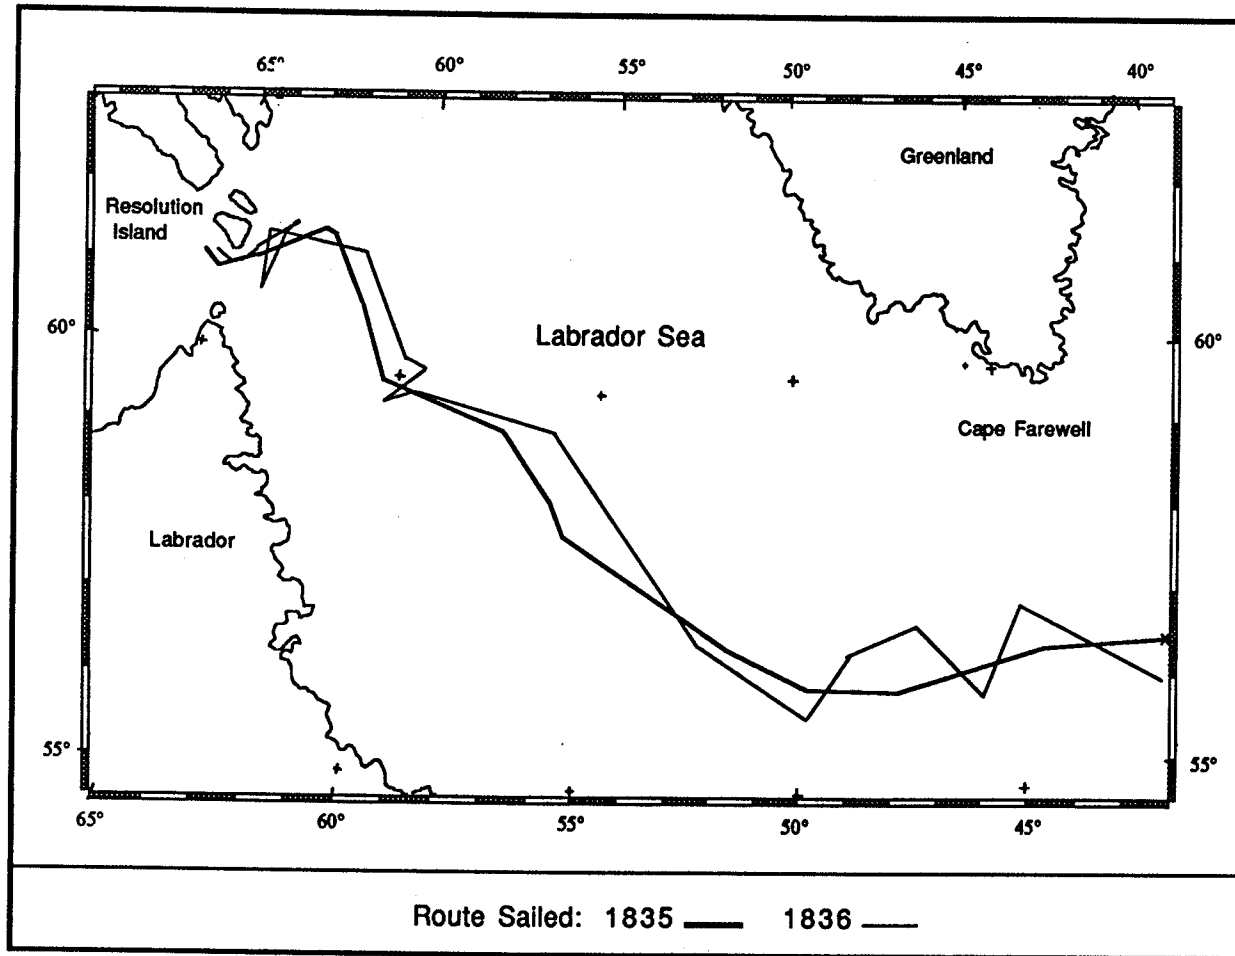 65° 60° 55° 50° 45° 40°
Greenland
Resolution
Island
60° 60°
Labrador Sea
Cape Farewell
Labrador
55° 55°
65° 60° 55° 50° 45°
Route Sailed: 1835 1836